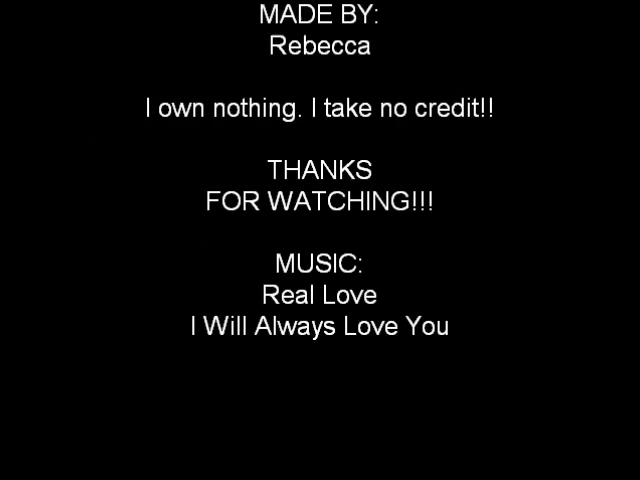 MADE BY:
Rebecca
I own nothing. I take no credit!!
THANKS
FOR WATCHING!!!
MUSIC:
Real Love
I Will Always Love You